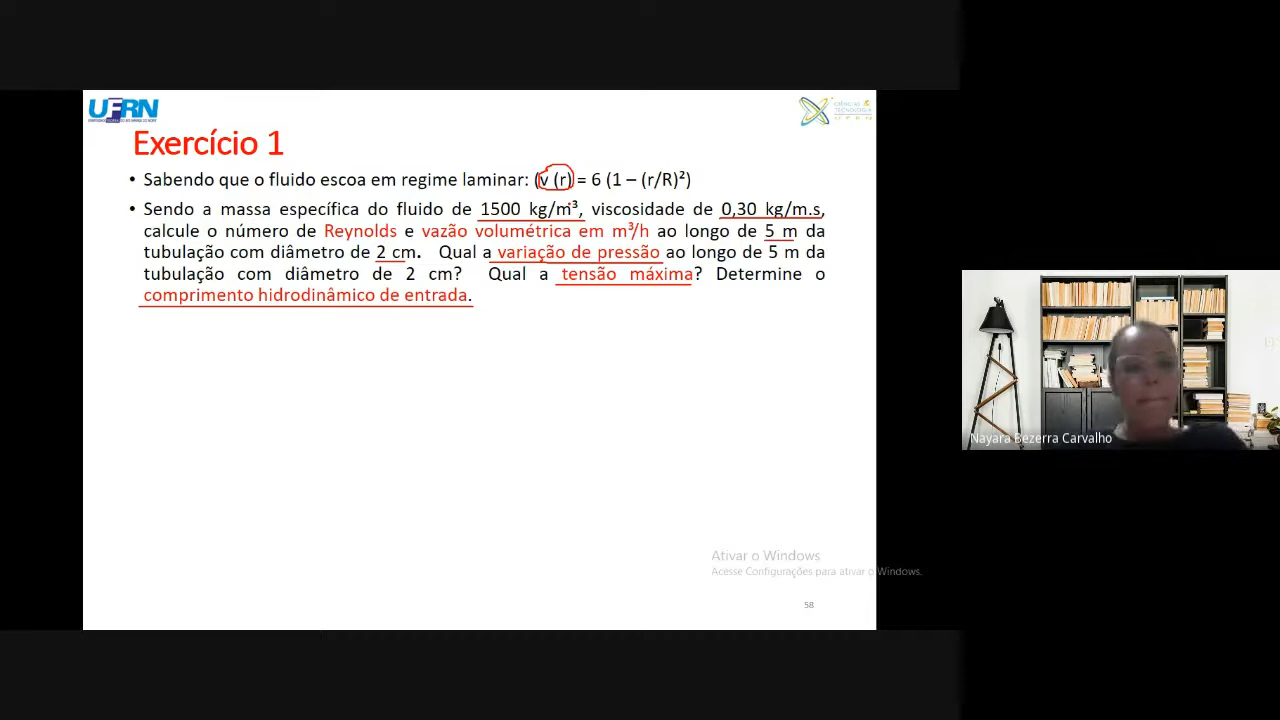 UFRN
CIÊNCIAS &
TECNOLOGIA
UFRN
Exercício 1
• Sabendo que o fluido escoa em regime laminar: (v (r) = 6 (1 – (r/R)²)
• Sendo a massa específica do fluido de 1500 kg/m³, viscosidade de 0,30 kg/m.s,
calcule o número de Reynolds e vazão volumétrica em m³/h ao longo de 5 m da
tubulação com diâmetro de 2 cm. Qual a variação de pressão ao longo de 5 m da
tubulação com diâmetro de 2 cm? Qual a tensão máxima? Determine o
comprimento hidrodinâmico de entrada.
Nayara Bezerra Carvalho
Ativar o Windows
Acesse Configurações para ativar o Windows.
58